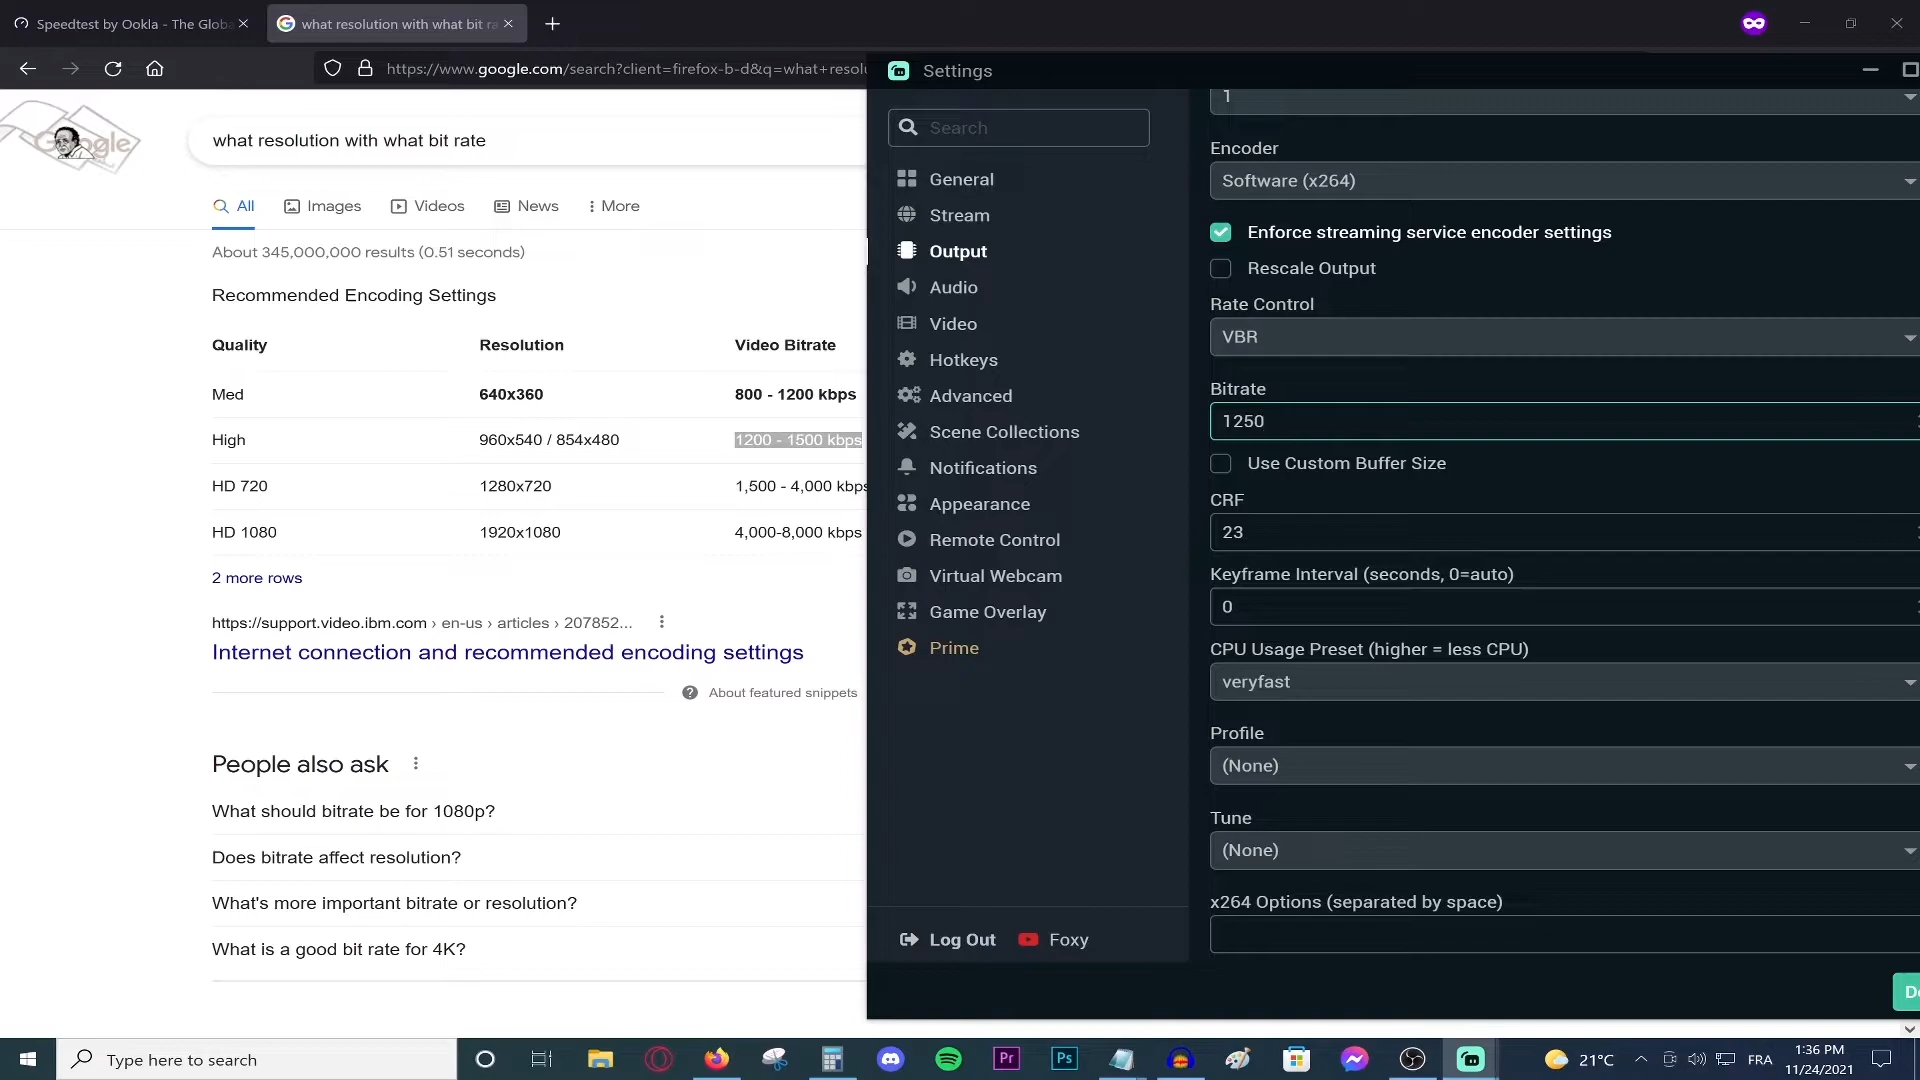 Speedtest by Ookla - The Globa
what resolution with what bit ra
https://www.google.com/search?client=firefox-b-d&q=what+resolu
Google
what resolution with what bit rate
All
Images
Videos
News
More
About 345,000,000 results (0.51 seconds)
Recommended Encoding Settings
Quality Resolution Video Bitrate
Med 640x360 800 - 1200 kbps
High 960x540 / 854x480 1200 - 1500 kbps
HD 720 1280x720 1,500 - 4,000 kbps
HD 1080 1920x1080 4,000-8,000 kbps
2 more rows
https://support.video.ibm.com › en-us › articles › 207852...
Internet connection and recommended encoding settings
About featured snippets
People also ask
What should bitrate be for 1080p?
Does bitrate affect resolution?
What's more important bitrate or resolution?
What is a good bit rate for 4K?
Settings
Search
General
Stream
Output
Audio
Video
Hotkeys
Advanced
Scene Collections
Notifications
Appearance
Remote Control
Virtual Webcam
Game Overlay
Prime
Log Out
Foxy
1
Encoder
Software (x264)
Enforce streaming service encoder settings
Rescale Output
Rate Control
VBR
Bitrate
1250
Use Custom Buffer Size
CRF
23
Keyframe Interval (seconds, 0=auto)
0
CPU Usage Preset (higher = less CPU)
veryfast
Profile
(None)
Tune
(None)
x264 Options (separated by space)
Type here to search
Pr
Ps
21°C
FRA
1:36 PM
11/24/2021